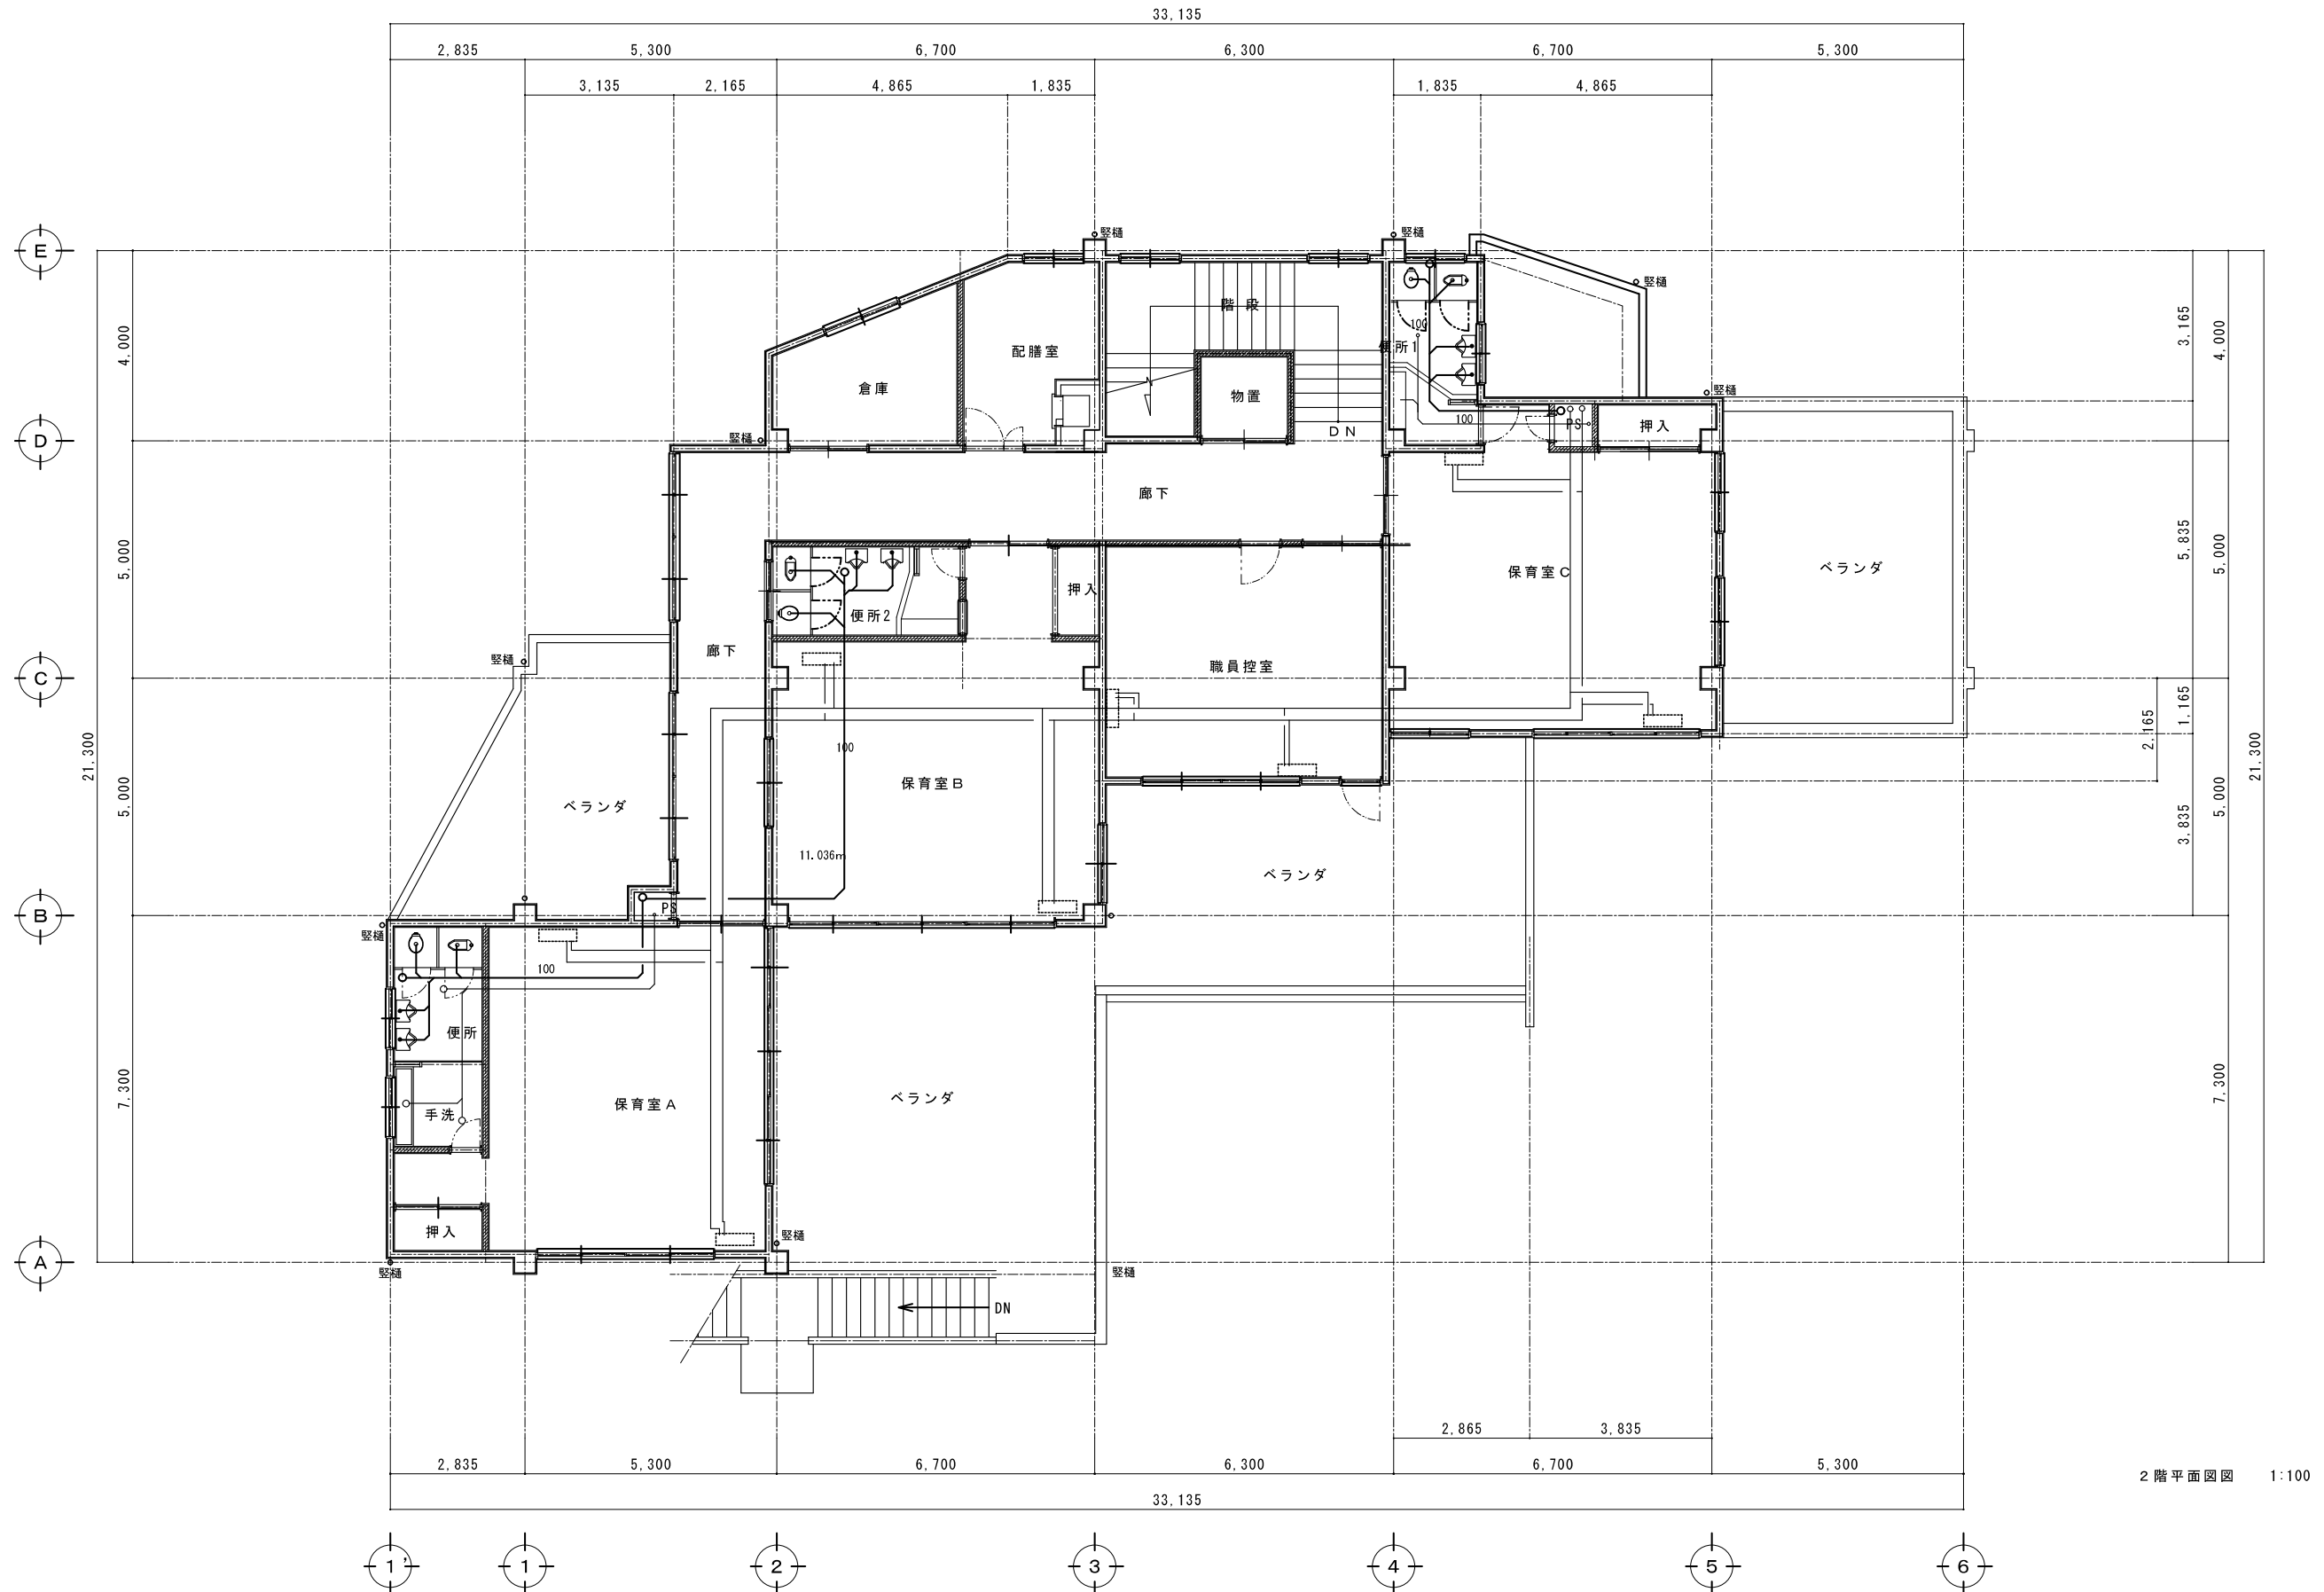 33,135
2,835 5,300 6,700 6,300 6,700 5,300
3,135 2,165 4,865 1,835 1,835 4,865
竪樋 竪樋
E
竪樋
階段
3,165
100
4,000 配膳室 便所1 4,000
倉庫 物置 竪樋
100 PS 押入
竪樋 DN
D
廊下
5,000 保育室C ベランダ 5,835 5,000
押入
便所2
竪樋 廊下
C 職員控室
1,165
2,165
21,300 100 21,300
保育室B
5,000 ベランダ 3,835 5,000
11.036m
ベランダ
PS
B
竪樋
100
便所
7,300 保育室A ベランダ 7,300
手洗
押入 竪樋
A
竪樋 竪樋
DN
2,865 3,835
2,835 5,300 6,700 6,300 6,700 5,300
2階平面図図 1:100
33,135
1' 1 2 3 4 5 6